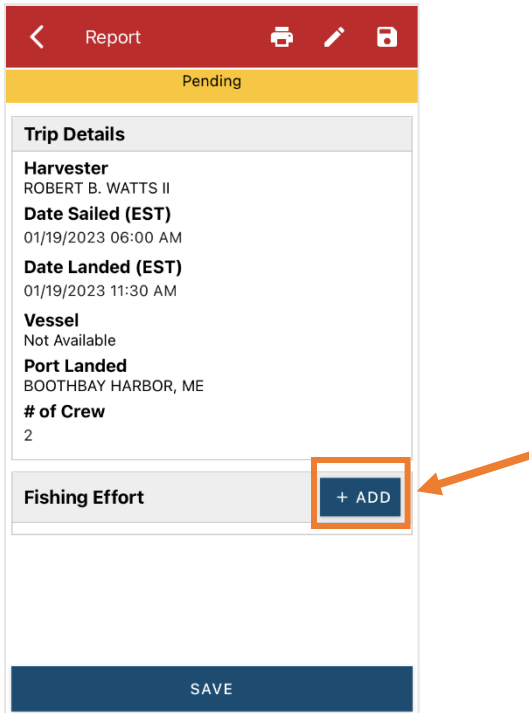 Report
Pending
Trip Details
Harvester
ROBERT B. WATTS II
Date Sailed (EST)
01/19/2023 06:00 AM
Date Landed (EST)
01/19/2023 11:30 AM
Vessel
Not Available
Port Landed
BOOTHBAY HARBOR, ME
# of Crew
2
Fishing Effort + ADD
SAVE